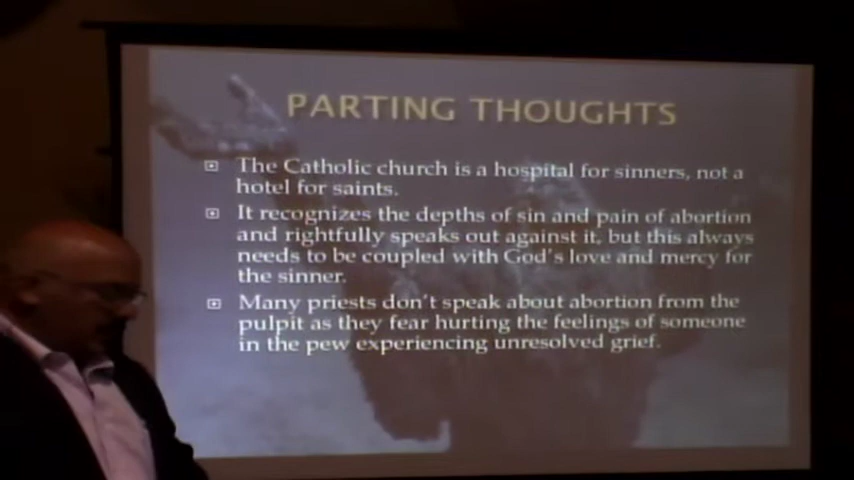 PARTING THOUGHTS
The Catholic church is a hospital for sinners, not a
hotel for saints.
It recognizes the depths of sin and pain of abortion
and rightfully speaks out against it, but this always
needs to be coupled with God's love and mercy for
the sinner.
Many priests don't speak about abortion from the
pulpit as they fear hurting the feelings of someone
in the pew experiencing unresolved grief.